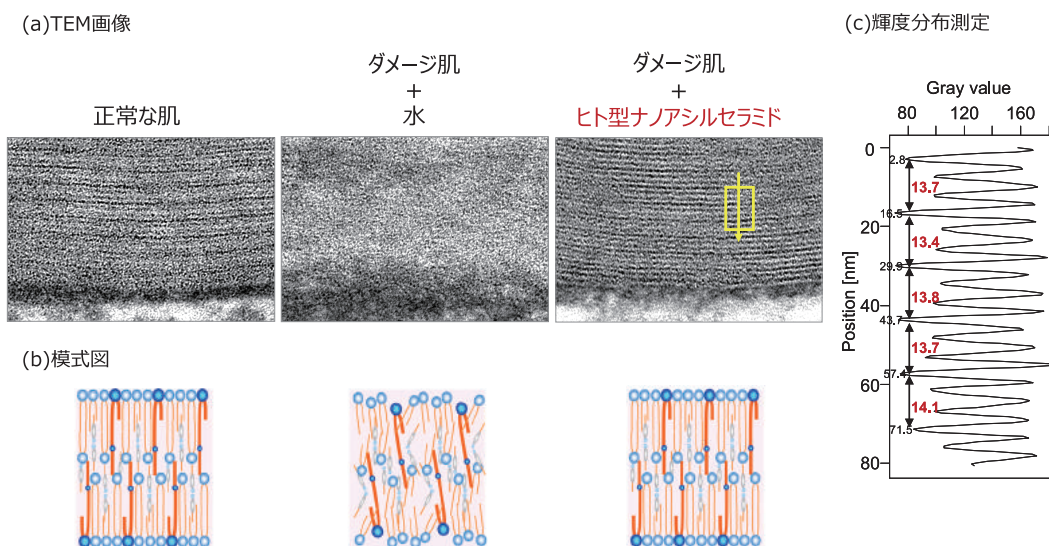 (a)TEM画像
正常な肌
ダメージ肌
+
水
ダメージ肌
+
ヒト型ナノアシルセラミド
(b)模式図
(c)輝度分布測定
Gray value
80 120 160
Position [nm]
0
2.8
13.7
16.5
20
13.4
29.9
13.8
40
43.7
13.7
57.4
60
14.1
71.5
80